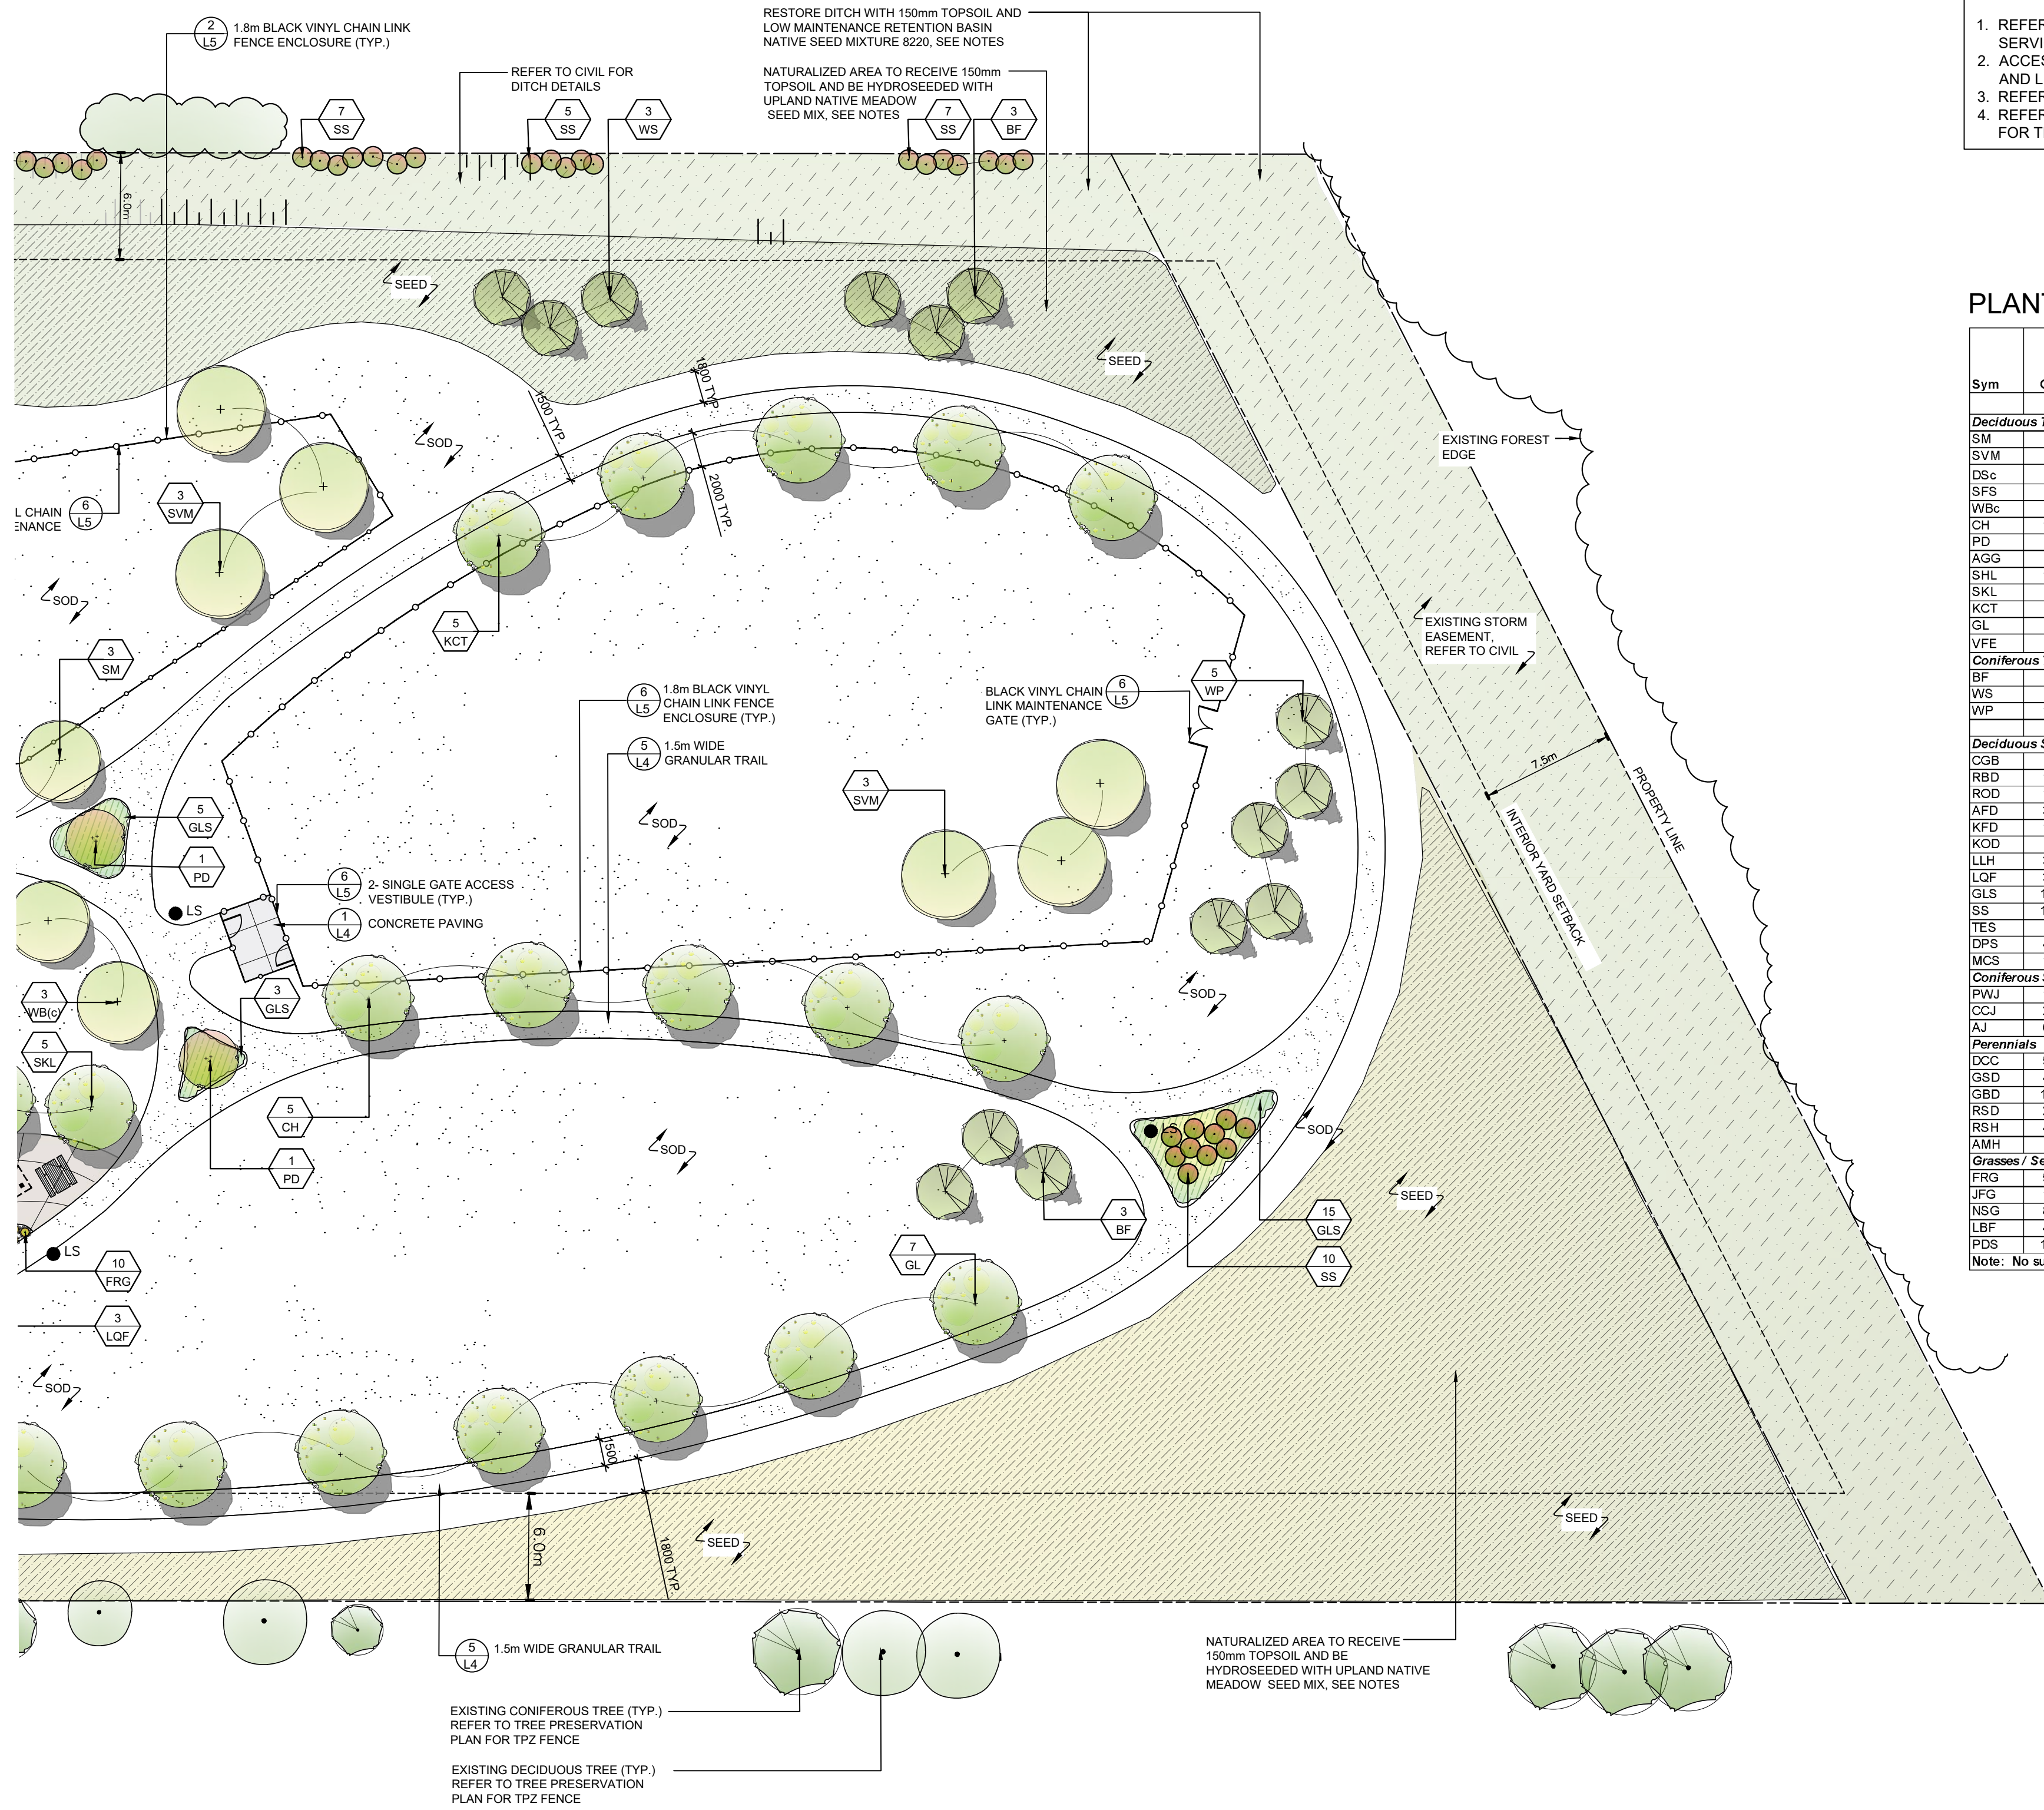 2
L5
1.8m BLACK VINYL CHAIN LINK
FENCE ENCLOSURE (TYP.)
REFER TO CIVIL FOR
DITCH DETAILS
RESTORE DITCH WITH 150mm TOPSOIL AND
LOW MAINTENANCE RETENTION BASIN
NATIVE SEED MIXTURE 8220, SEE NOTES
NATURALIZED AREA TO RECEIVE 150mm
TOPSOIL AND BE HYDROSEEDED WITH
UPLAND NATIVE MEADOW
SEED MIX, SEE NOTES
1.
2.
AND
3.
4.
7
SS
5
SS
3
WS
7
SS
3
BF
6.0m
SEED
SEED
1800 TYP.
1500 TYP.
2000 TYP.
SOD
3
SVM
CHAIN
6
L5
SOD
5
KCT
3
SM
EXISTING FOREST
EDGE
EXISTING STORM
EASEMENT,
REFER TO CIVIL
6
L5
1.8m BLACK VINYL
CHAIN LINK FENCE
ENCLOSURE (TYP.)
5
L4
1.5m WIDE
GRANULAR TRAIL
BLACK VINYL CHAIN
LINK MAINTENANCE
GATE (TYP.)
6
L5
5
WP
7.5m
PROPERTY LINE
INTERIOR YARD SETBACK
3
SVM
SOD
5
GLS
1
PD
LS
6
L5
2- SINGLE GATE ACCESS
VESTIBULE (TYP.)
1
L4
CONCRETE PAVING
3
WB(c)
3
GLS
5
SKL
SOD
5
CH
1
PD
SOD
LS
SOD
3
BF
15
GLS
10
SS
SEED
LS
10
FRG
7
GL
3
LQF
SOD
1500
6.0m
1800 TYP.
SEED
SEED
5
L4
1.5m WIDE GRANULAR TRAIL
EXISTING CONIFEROUS TREE (TYP.)
REFER TO TREE PRESERVATION
PLAN FOR TPZ FENCE
EXISTING DECIDUOUS TREE (TYP.)
REFER TO TREE PRESERVATION
PLAN FOR TPZ FENCE
NATURALIZED AREA TO RECEIVE
150mm TOPSOIL AND BE
HYDROSEEDED WITH UPLAND NATIVE
MEADOW SEED MIX, SEE NOTES
Sym
Deciduous
SM
SVM
DSc
SFS
WBc
CH
PD
AGG
SHL
SKL
KCT
GL
VFE
Coniferous
BF
WS
WP
Deciduous
CGB
RBD
ROD
AFD
KFD
KOD
LLH
LQF
GLS
SS
TES
DPS
MCS
Coniferous
PWJ
CCJ
AJ
Perennials
DCC
GSD
GBD
RSD
RSH
AMH
Grasses /
FRG
JFG
NSG
LBF
PDS
Note: No